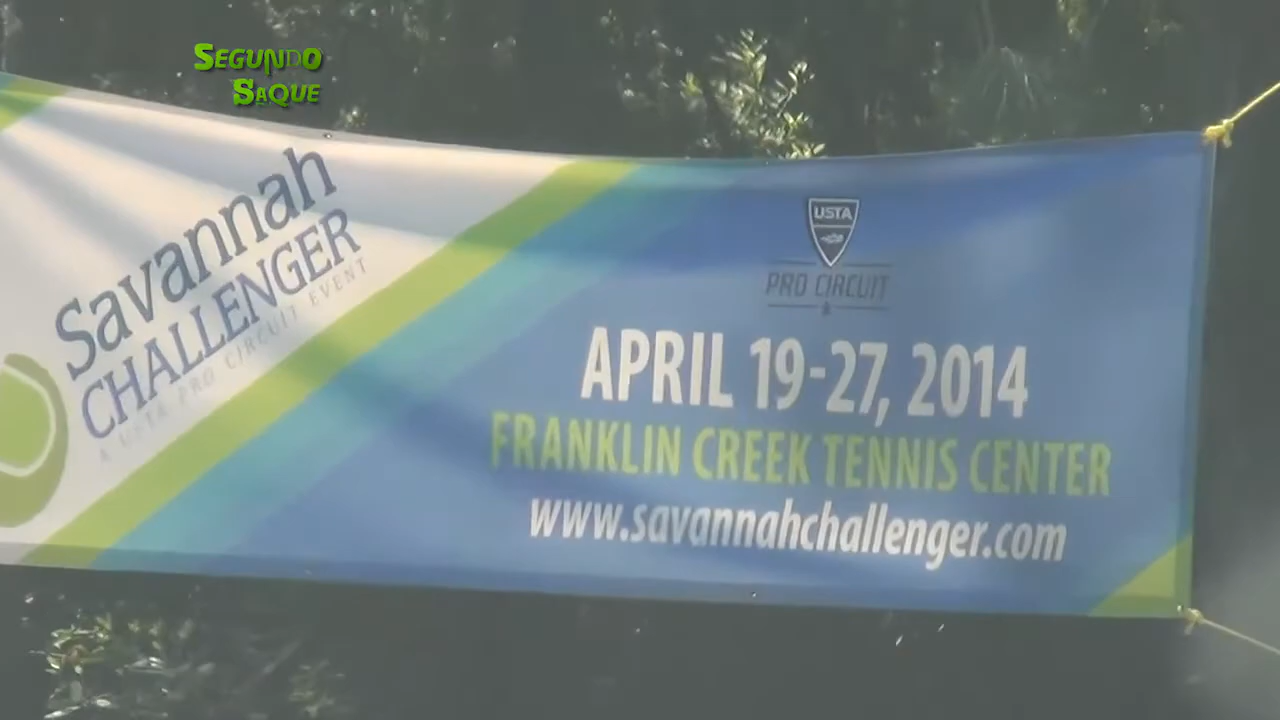 SEGUNDO
SAQUE
Savannah
CHALLENGER
A USTA PRO CIRCUIT EVENT
USTA
PRO CIRCUIT
APRIL 19-27, 2014
FRANKLIN CREEK TENNIS CENTER
www.savannahchallenger.com